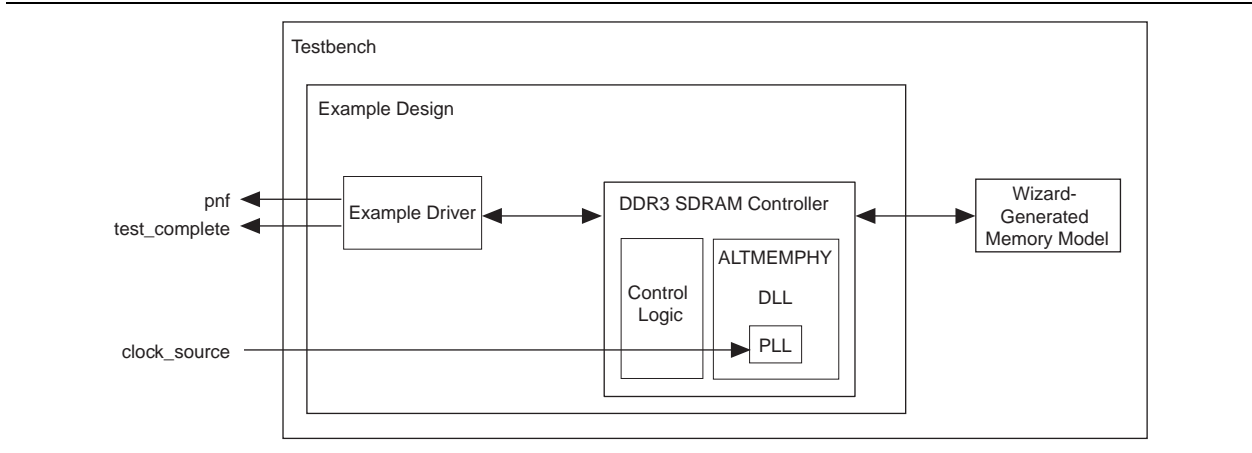 Testbench
Example Design
pnf
test_complete
Example Driver
DDR3 SDRAM Controller
Wizard-
Generated
Memory Model
Control
Logic
ALTMEMPHY
DLL
PLL
clock_source